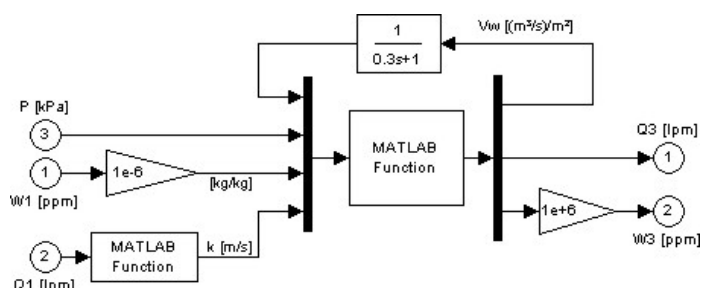 Vw [(m³/s)/m²]
1
0.3s+1
P [kPa]
3
1
1e-6
W1 [ppm]
[kg/kg]
MATLAB
Function
Q3 [lpm]
1
1e+6
2
W3 [ppm]
2
MATLAB
Function
k [m/s]
Q1 [lpm]